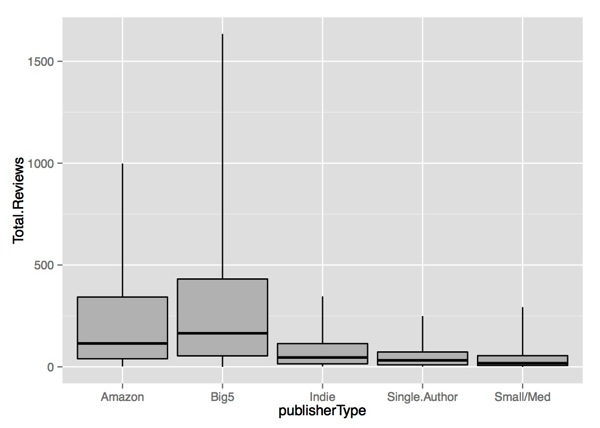 Total.Reviews
1500
1000
500
0
Amazon Big5 Indie Single.Author Small/Med
publisherType